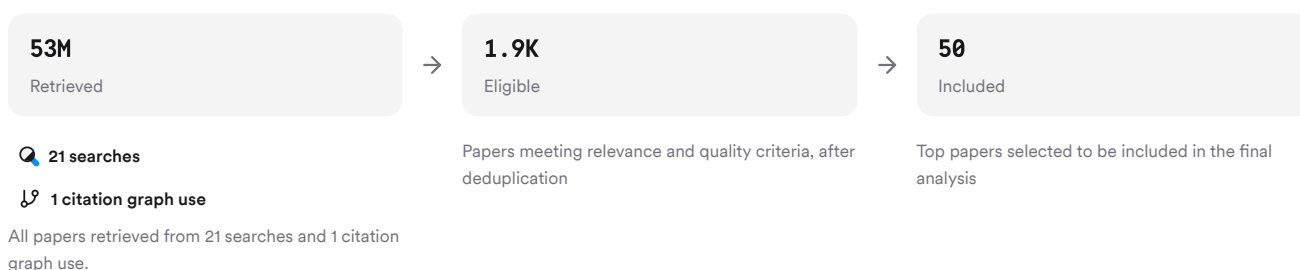 53M
Retrieved
21 searches
1 citation graph use
All papers retrieved from 21 searches and 1 citation
graph use.
1.9K
Eligible
Papers meeting relevance and quality criteria, after
deduplication
50
Included
Top papers selected to be included in the final
analysis